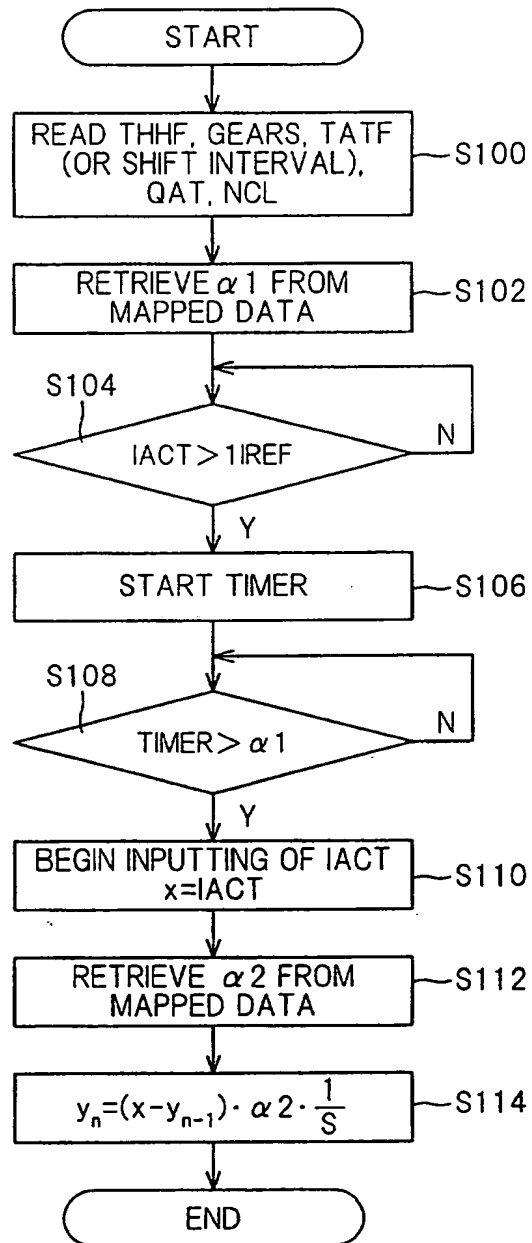 START
READ THHF, GEARS, TATF
(OR SHIFT INTERVAL),
QAT, NCL
S100
RETRIEVE α1 FROM
MAPPED DATA
S102
S104
IACT > 1IREF
N
Y
START TIMER
S106
S108
TIMER > α1
N
Y
BEGIN INPUTTING OF IACT
x=IACT
S110
RETRIEVE α2 FROM
MAPPED DATA
S112
yₙ=(x-yₙ₋₁)·α2·1/S
S114
END